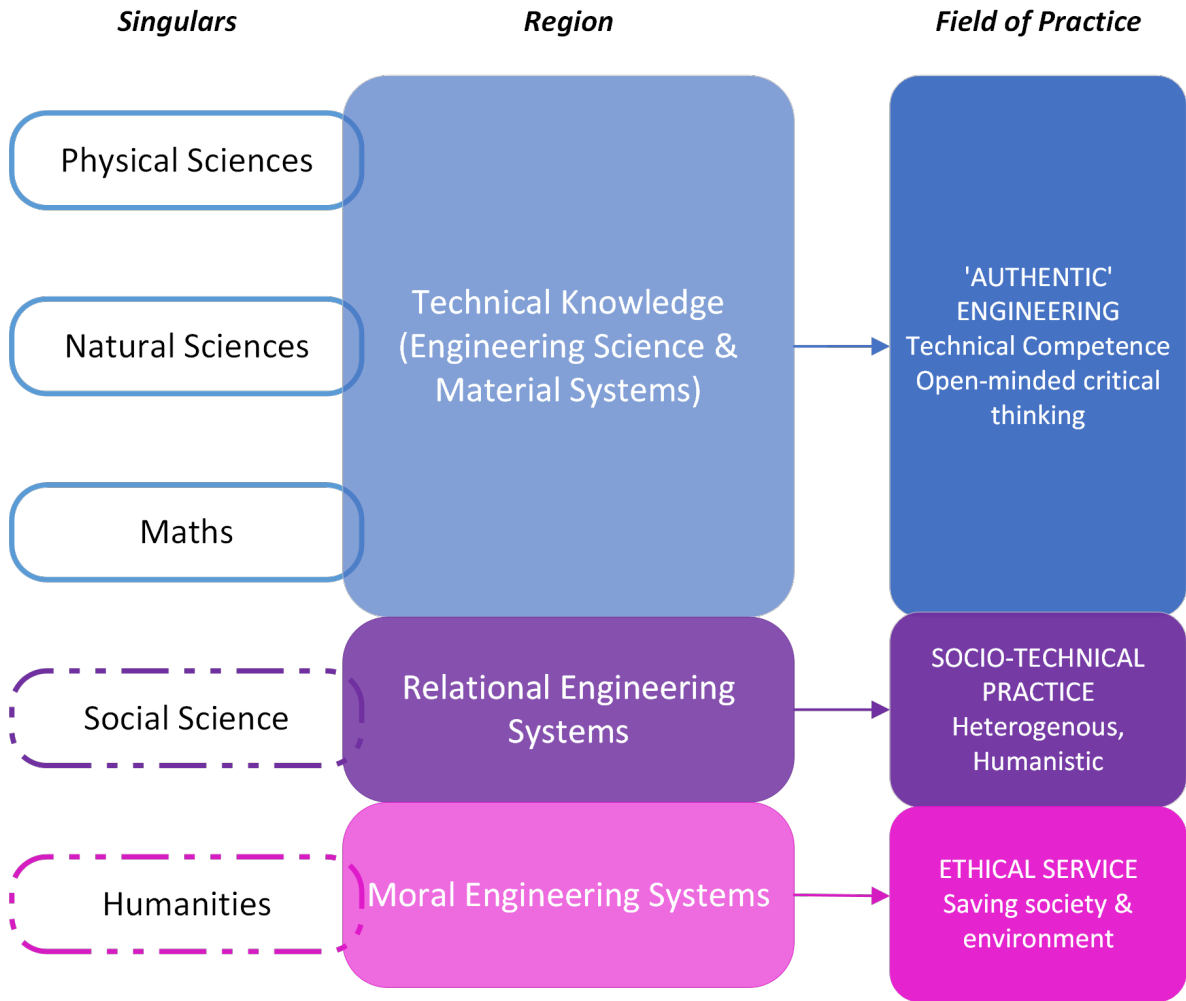 Singulars
Region
Field of Practice
Physical Sciences
Natural Sciences
Maths
Social Science
Humanities
Technical Knowledge
(Engineering Science &
Material Systems)
Relational Engineering
Systems
Moral Engineering Systems
'AUTHENTIC'
ENGINEERING
Technical Competence
Open-minded critical
thinking
SOCIO-TECHNICAL
PRACTICE
Heterogenous,
Humanistic
ETHICAL SERVICE
Saving society &
environment